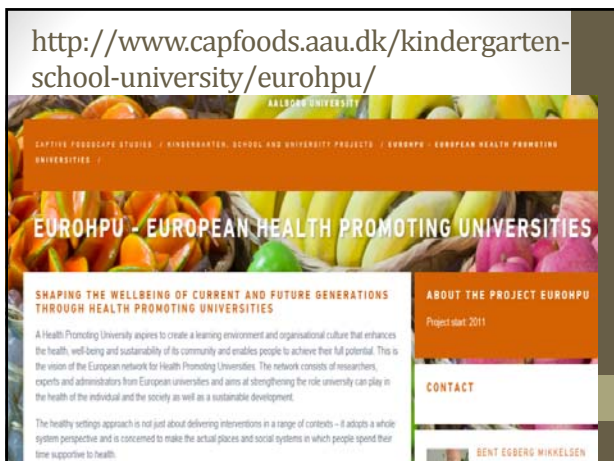 http://www.capfoods.aau.dk/kindergarten-
school-university/eurohpu/
AALBORG UNIVERSITY
CAPTIVE FOODSCAPE STUDIES / KINDERGARTEN, SCHOOL AND UNIVERSITY PROJECTS / EUROHPU - EUROPEAN HEALTH PROMOTING
UNIVERSITIES /
EUROHPU - EUROPEAN HEALTH PROMOTING UNIVERSITIES
SHAPING THE WELLBEING OF CURRENT AND FUTURE GENERATIONS
THROUGH HEALTH PROMOTING UNIVERSITIES
A Health Promoting University aspires to create a learning environment and organisational culture that enhances
the health, well-being and sustainability of its community and enables people to achieve their full potential. This is
the vision of the European network for Health Promoting Universities. The network consists of researchers,
experts and administrators from European universities and aims at strengthening the role university can play in
the health of the individual and the society as well as a sustainable development.
The healthy settings approach is not just about delivering interventions in a range of contexts – it adopts a whole
system perspective and is concerned to make the actual places and social systems in which people spend their
time supportive to health.
ABOUT THE PROJECT EUROHPU
Project start: 2011
CONTACT
BENT EGBERG MIKKELSEN